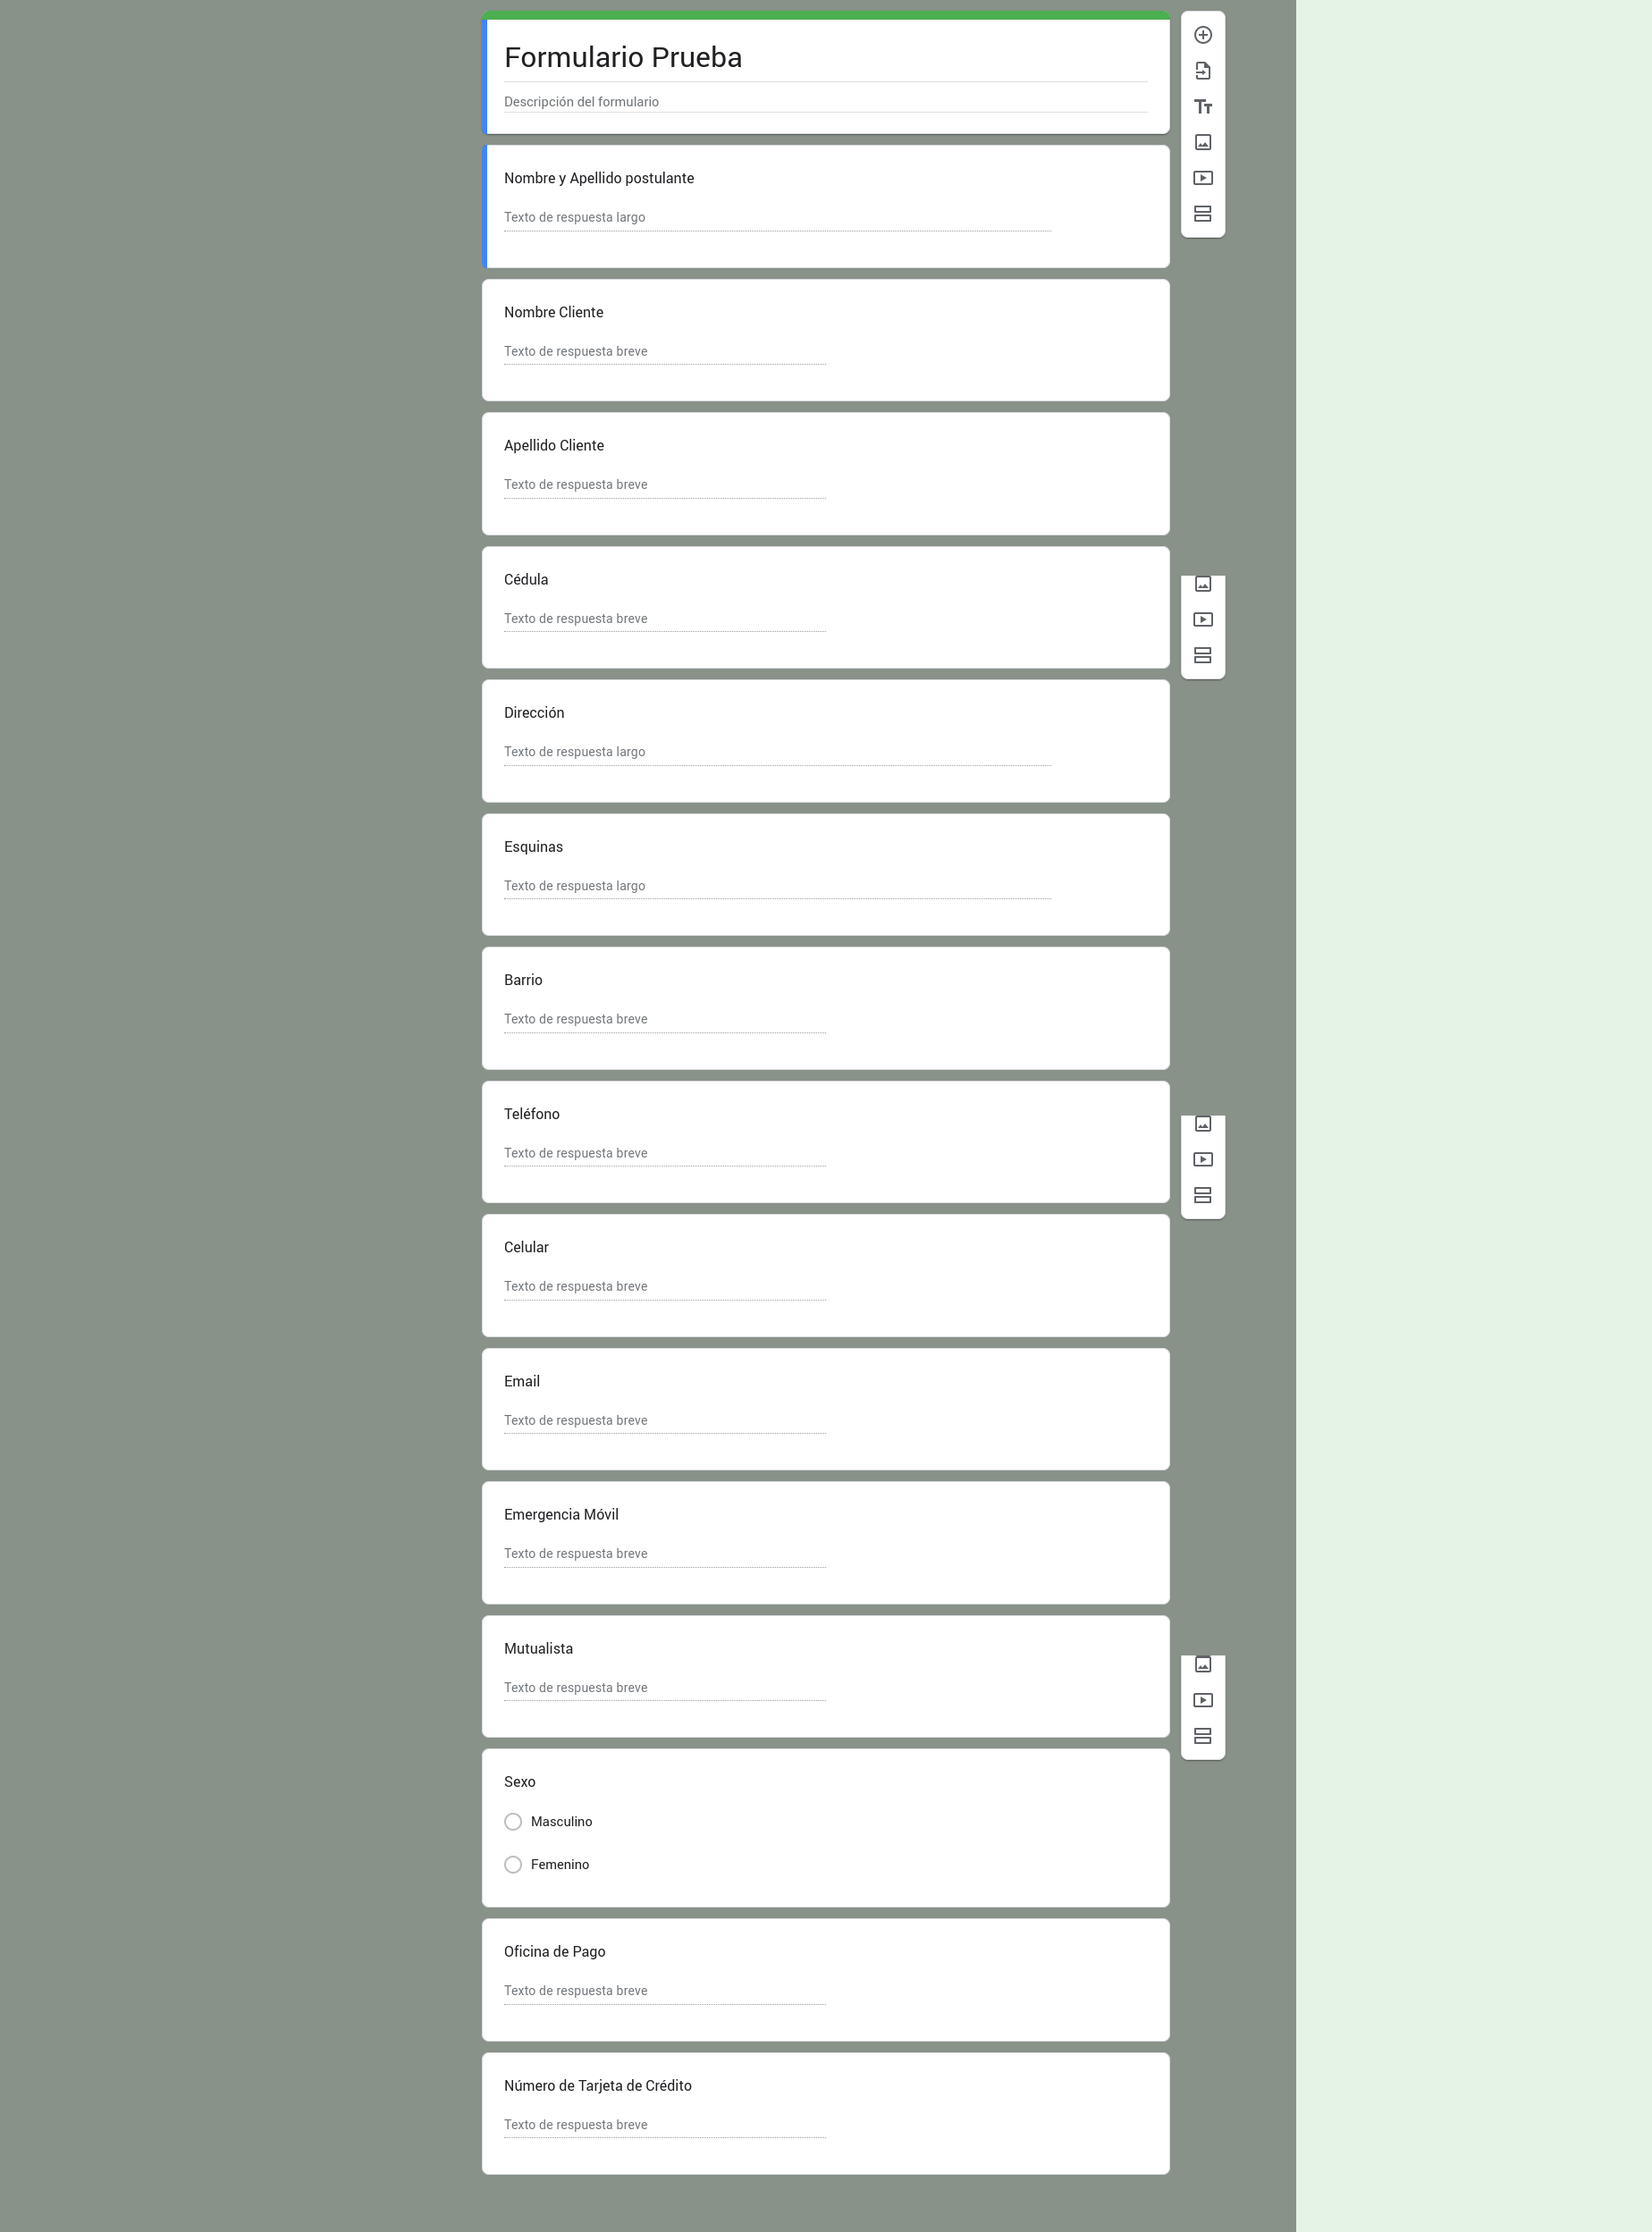 Formulario Prueba
Descripción del formulario
Nombre y Apellido postulante
Texto de respuesta largo
Nombre Cliente
Texto de respuesta breve
Apellido Cliente
Texto de respuesta breve
Cédula
Texto de respuesta breve
Dirección
Texto de respuesta largo
Esquinas
Texto de respuesta largo
Barrio
Texto de respuesta breve
Teléfono
Texto de respuesta breve
Celular
Texto de respuesta breve
Email
Texto de respuesta breve
Emergencia Móvil
Texto de respuesta breve
Mutualista
Texto de respuesta breve
Sexo
Masculino
Femenino
Oficina de Pago
Texto de respuesta breve
Número de Tarjeta de Crédito
Texto de respuesta breve